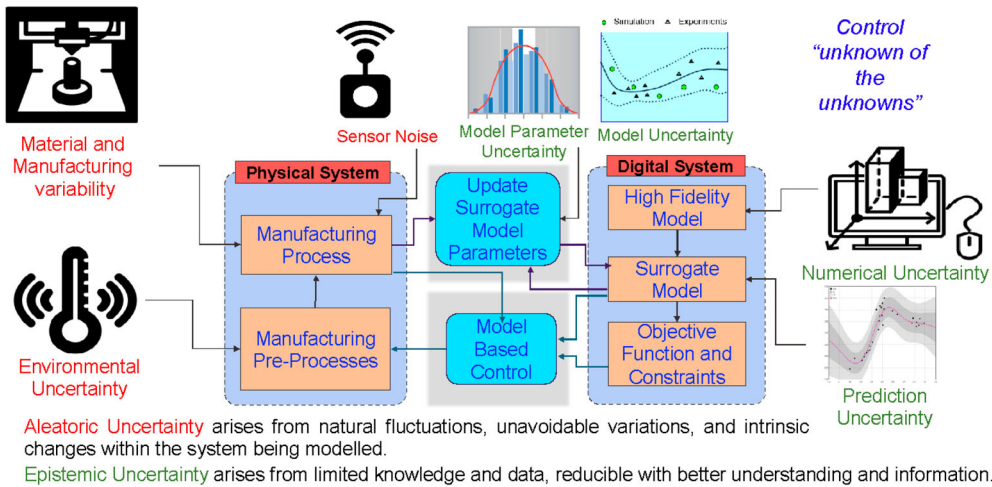 Simulation
Experiments
Control
“unknown of
the
unknowns”
Sensor Noise
Model Parameter
Uncertainty
Model Uncertainty
Material and
Manufacturing
variability
Physical System
Digital System
Update
Surrogate
Model
Parameters
High Fidelity
Model
Manufacturing
Process
Surrogate
Model
Numerical Uncertainty
Manufacturing
Pre-Processes
Model
Based
Control
Objective
Function and
Constraints
Environmental
Uncertainty
Prediction
Uncertainty
Aleatoric Uncertainty arises from natural fluctuations, unavoidable variations, and intrinsic
changes within the system being modelled.
Epistemic Uncertainty arises from limited knowledge and data, reducible with better understanding and information.